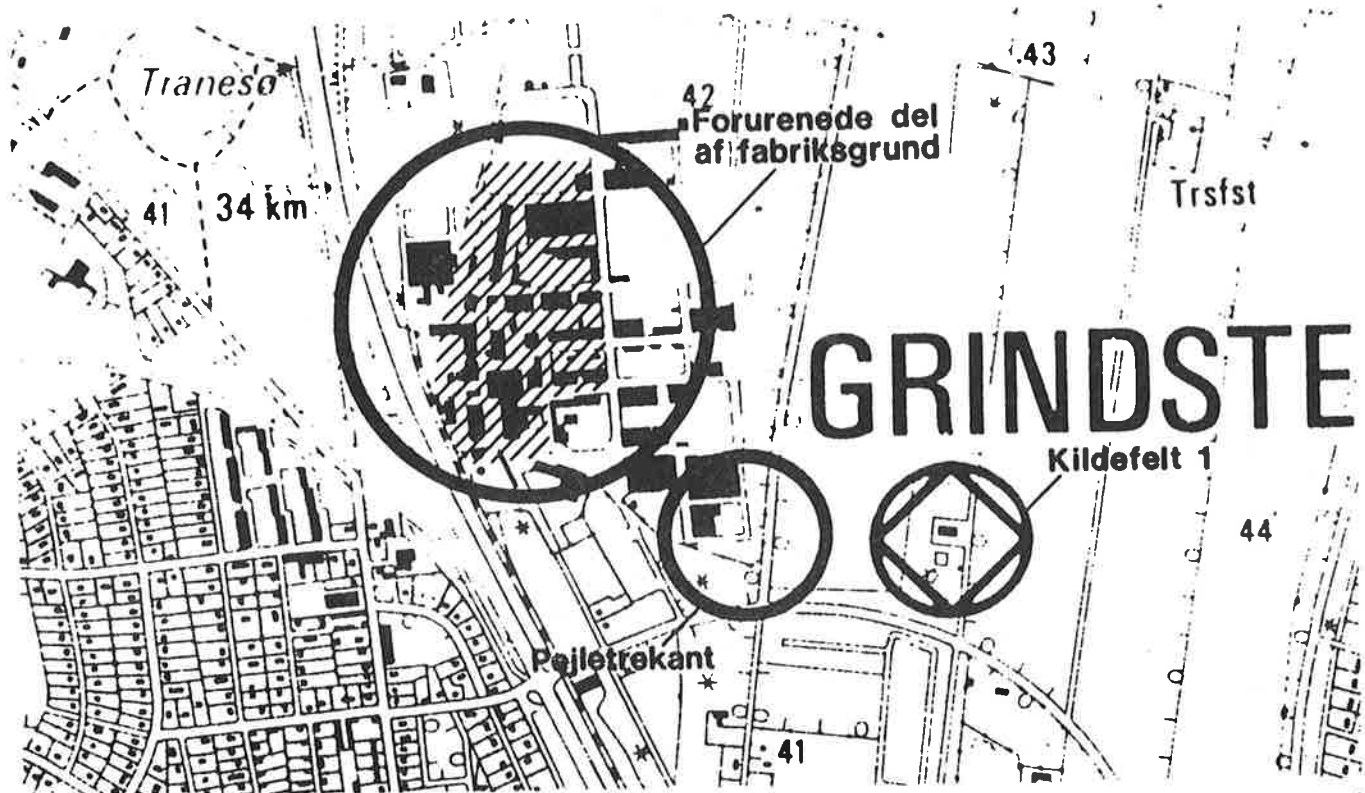 Tranesø
42
.43
Forurenede del
af fabriksgrund
41
34 km
Trsfst
GRINDSTE
Kildefelt 1
44
Pejletrekant
41